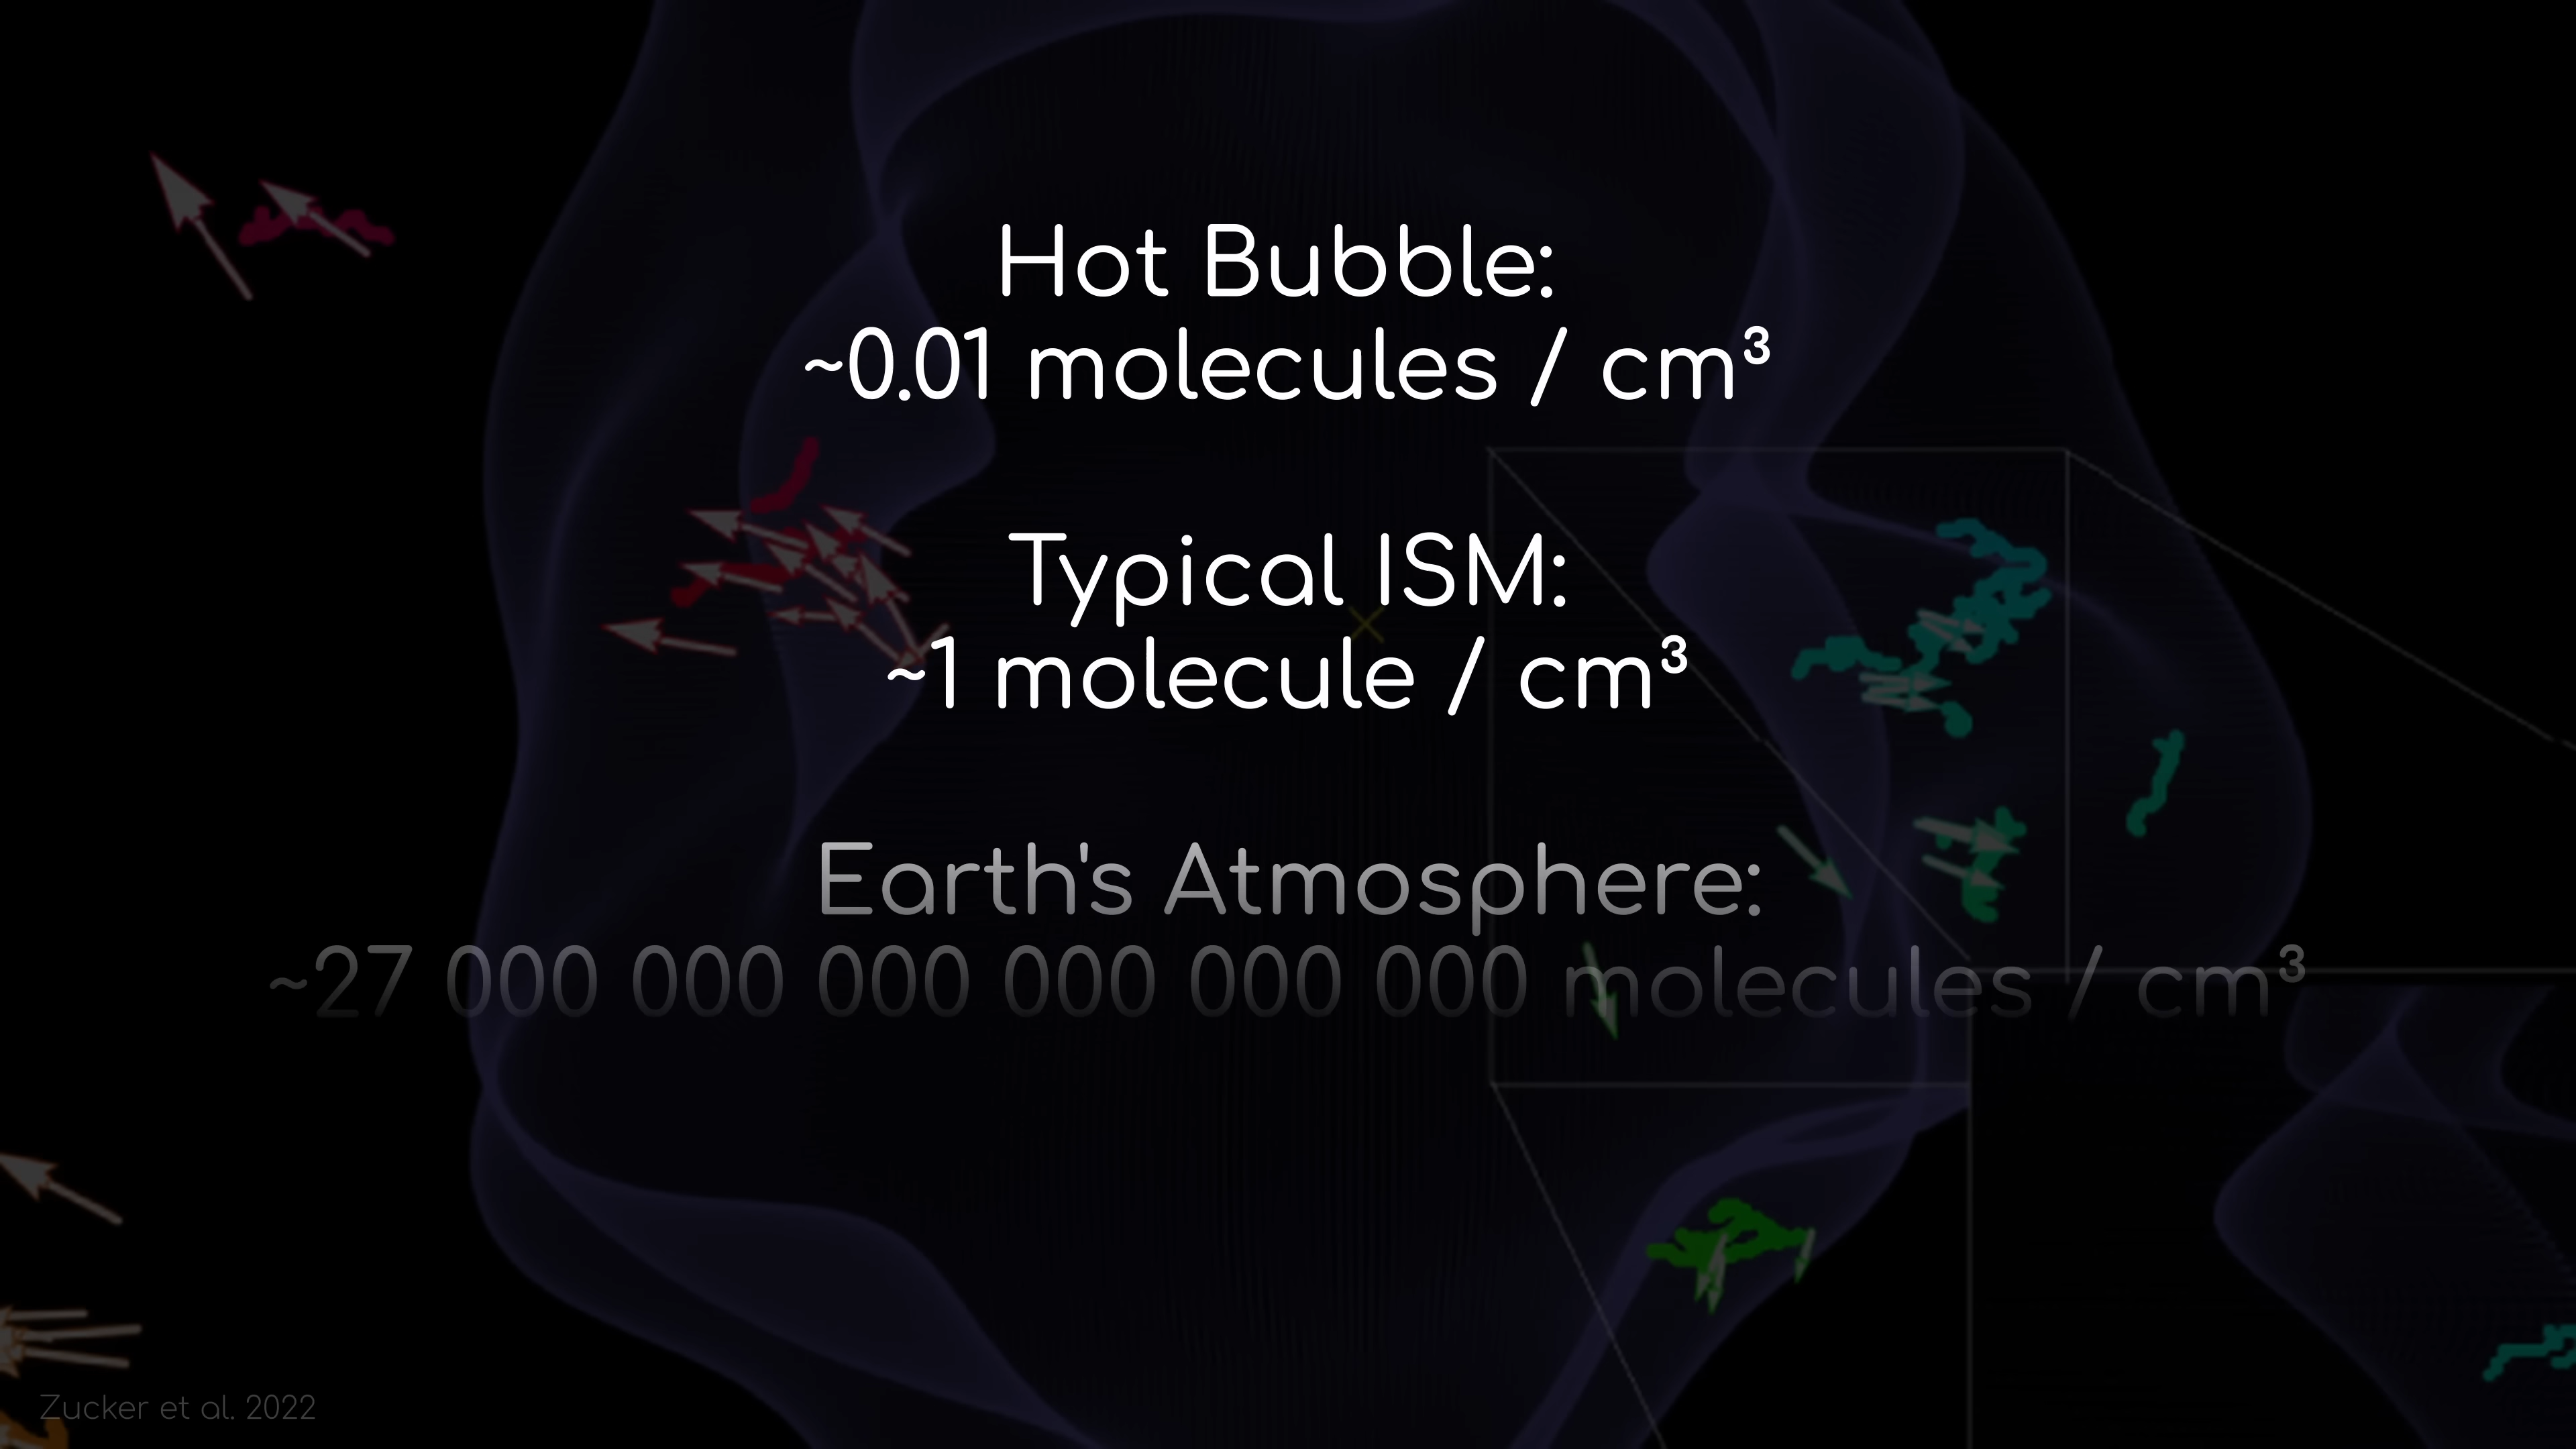 Hot Bubble:
~0.01 molecules / cm³
Typical ISM:
~1 molecule / cm³
Earth's Atmosphere:
~27 000 000 000 000 000 000 molecules / cm³
Zucker et al. 2022